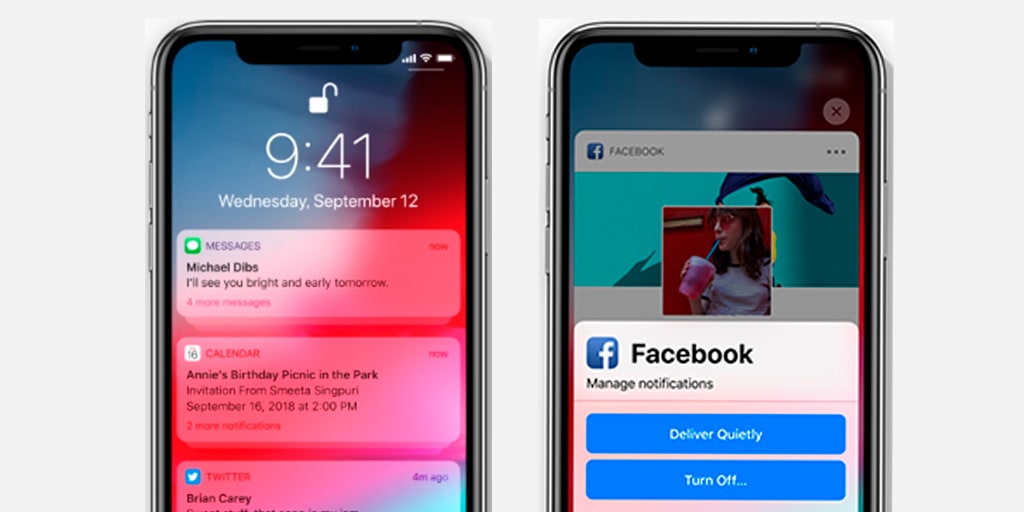 9:41
Wednesday, September 12
MESSAGES
now
Michael Dibs
I'll see you bright and early tomorrow.
4 more messages
16
CALENDAR
now
Annie's Birthday Picnic in the Park
Invitation From Smeeta Singpuri
September 16, 2018 at 2:00 PM
2 more notifications
TWITTER
4m ago
Brian Carey
FACEBOOK
Facebook
Manage notifications
Deliver Quietly
Turn Off...